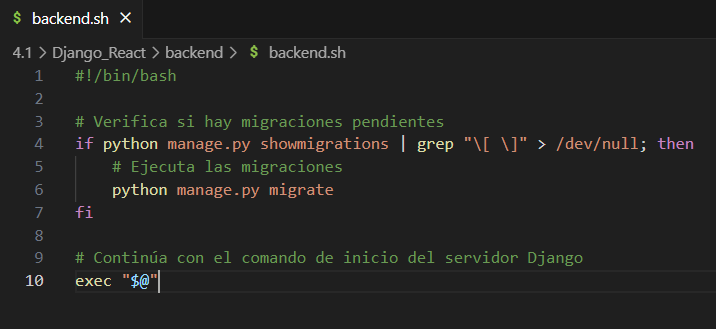 $ backend.sh ×
4.1 > Django_React > backend > $ backend.sh
1 #!/bin/bash
2
3 # Verifica si hay migraciones pendientes
4 if python manage.py showmigrations | grep "\[ \]" > /dev/null; then
5 # Ejecuta las migraciones
6 python manage.py migrate
7 fi
8
9 # Continúa con el comando de inicio del servidor Django
10 exec "$@"